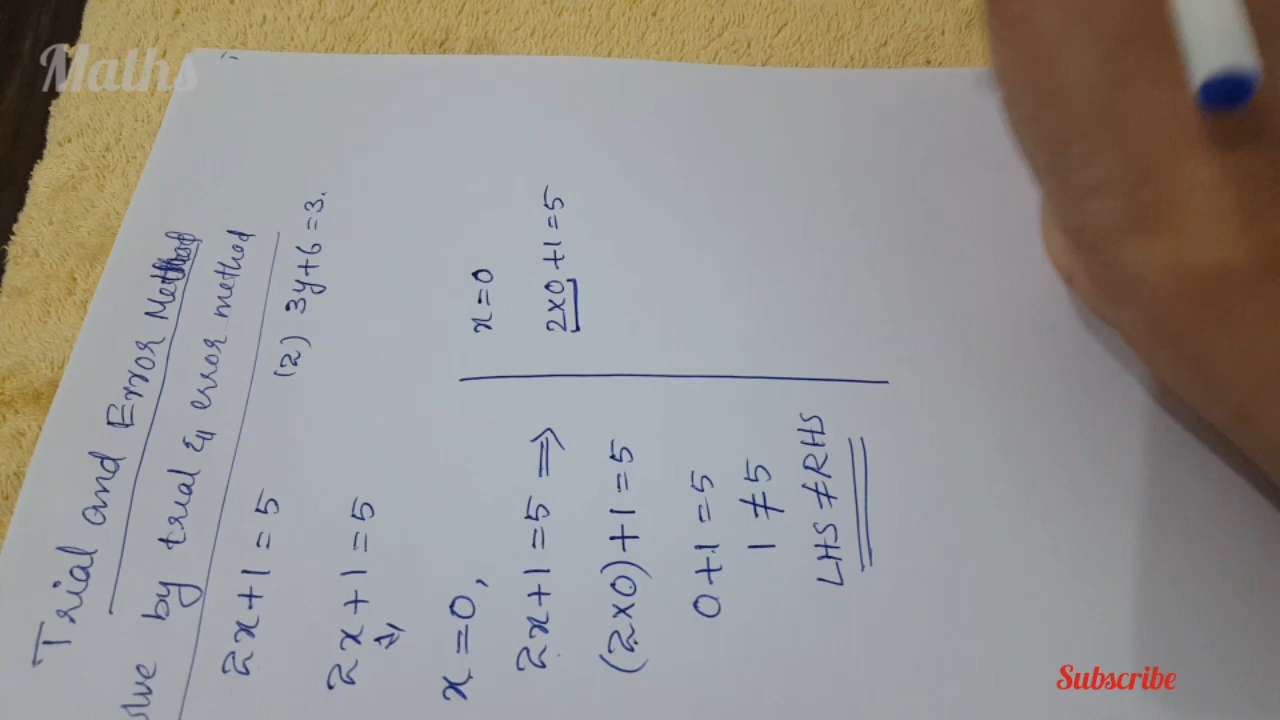 Maths
Trial and Error Method
by trial & error method
2x+1=5
(2) 3y+6=3.
2x+1=5
x=0,
2x+1=5 ⇒
(2×0)+1=5
0+1=5
1≠5
LHS ≠ RHS
x=0
2×0+1=5
Subscribe